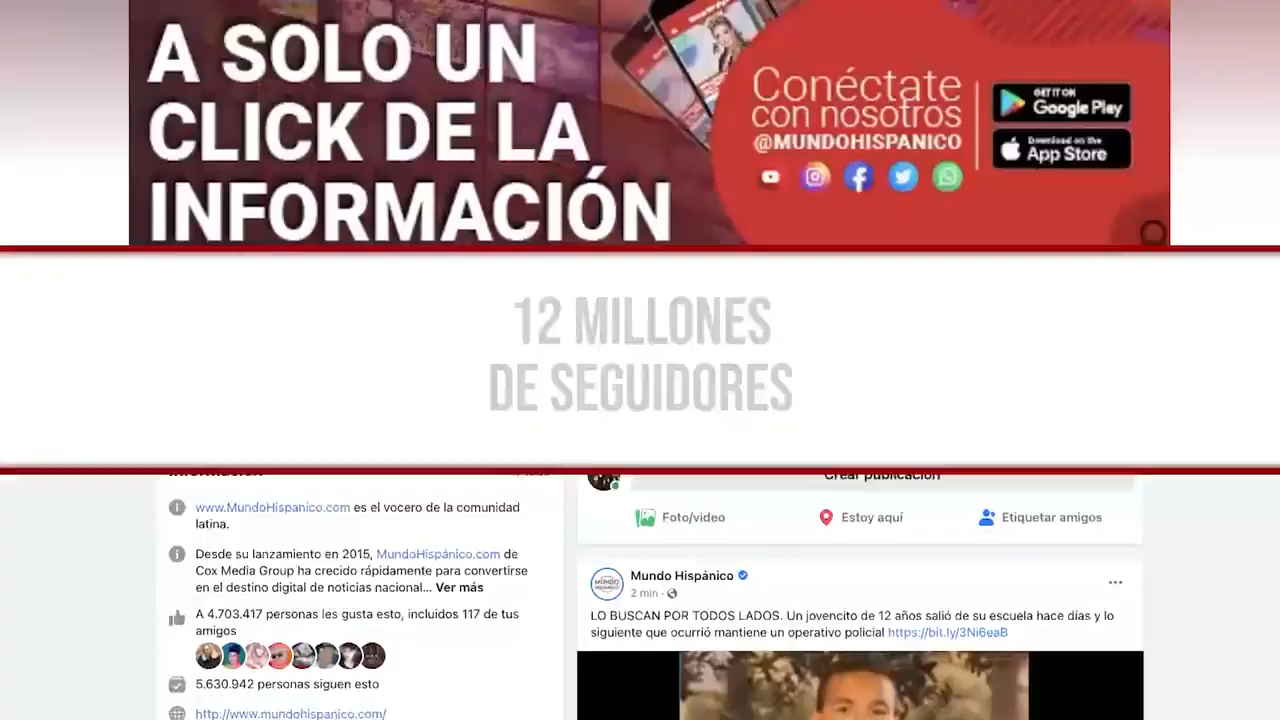 A SOLO UN
CLICK DE LA
INFORMACIÓN
Conéctate
con nosotros
@MUNDOHISPANICO
GET IT ON
Google Play
Download on the
App Store
12 MILLONES
DE SEGUIDORES
www.MundoHispanico.com es el vocero de la comunidad
latina.
Desde su lanzamiento en 2015, MundoHispánico.com de
Cox Media Group ha crecido rápidamente para convertirse
en el destino digital de noticias nacional... Ver más
A 4.703.417 personas les gusta esto, incluidos 117 de tus
amigos
5.630.942 personas siguen esto
http://www.mundohispanico.com/
Crear publicación
Foto/video
Estoy aquí
Etiquetar amigos
MUNDO
HISPÁNICO
Mundo Hispánico
2 min ·
LO BUSCAN POR TODOS LADOS. Un jovencito de 12 años salió de su escuela hace días y lo
siguiente que ocurrió mantiene un operativo policial https://bit.ly/3Ni6eaB